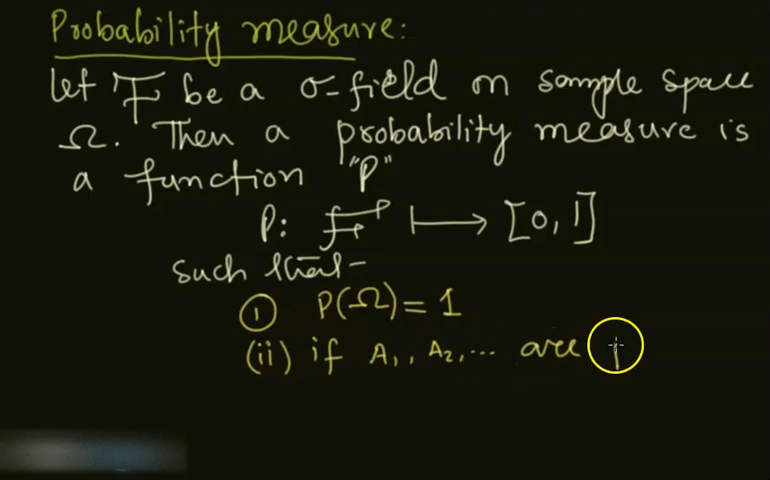 Probability measure:
let F be a σ-field on sample space
Ω. Then a probability measure is
a function "P"
P: F ⟼ [0,1]
such that
① P(Ω) = 1
(ii) if A₁, A₂, ... are